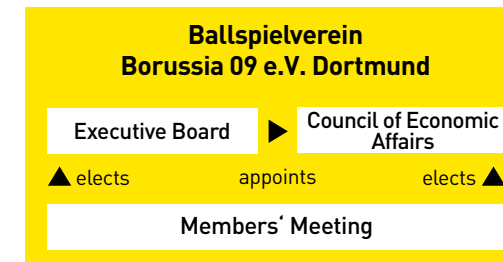 Ballspielverein
Borussia 09 e.V. Dortmund
Executive Board
Council of Economic
Affairs
elects appoints elects
Members‘ Meeting